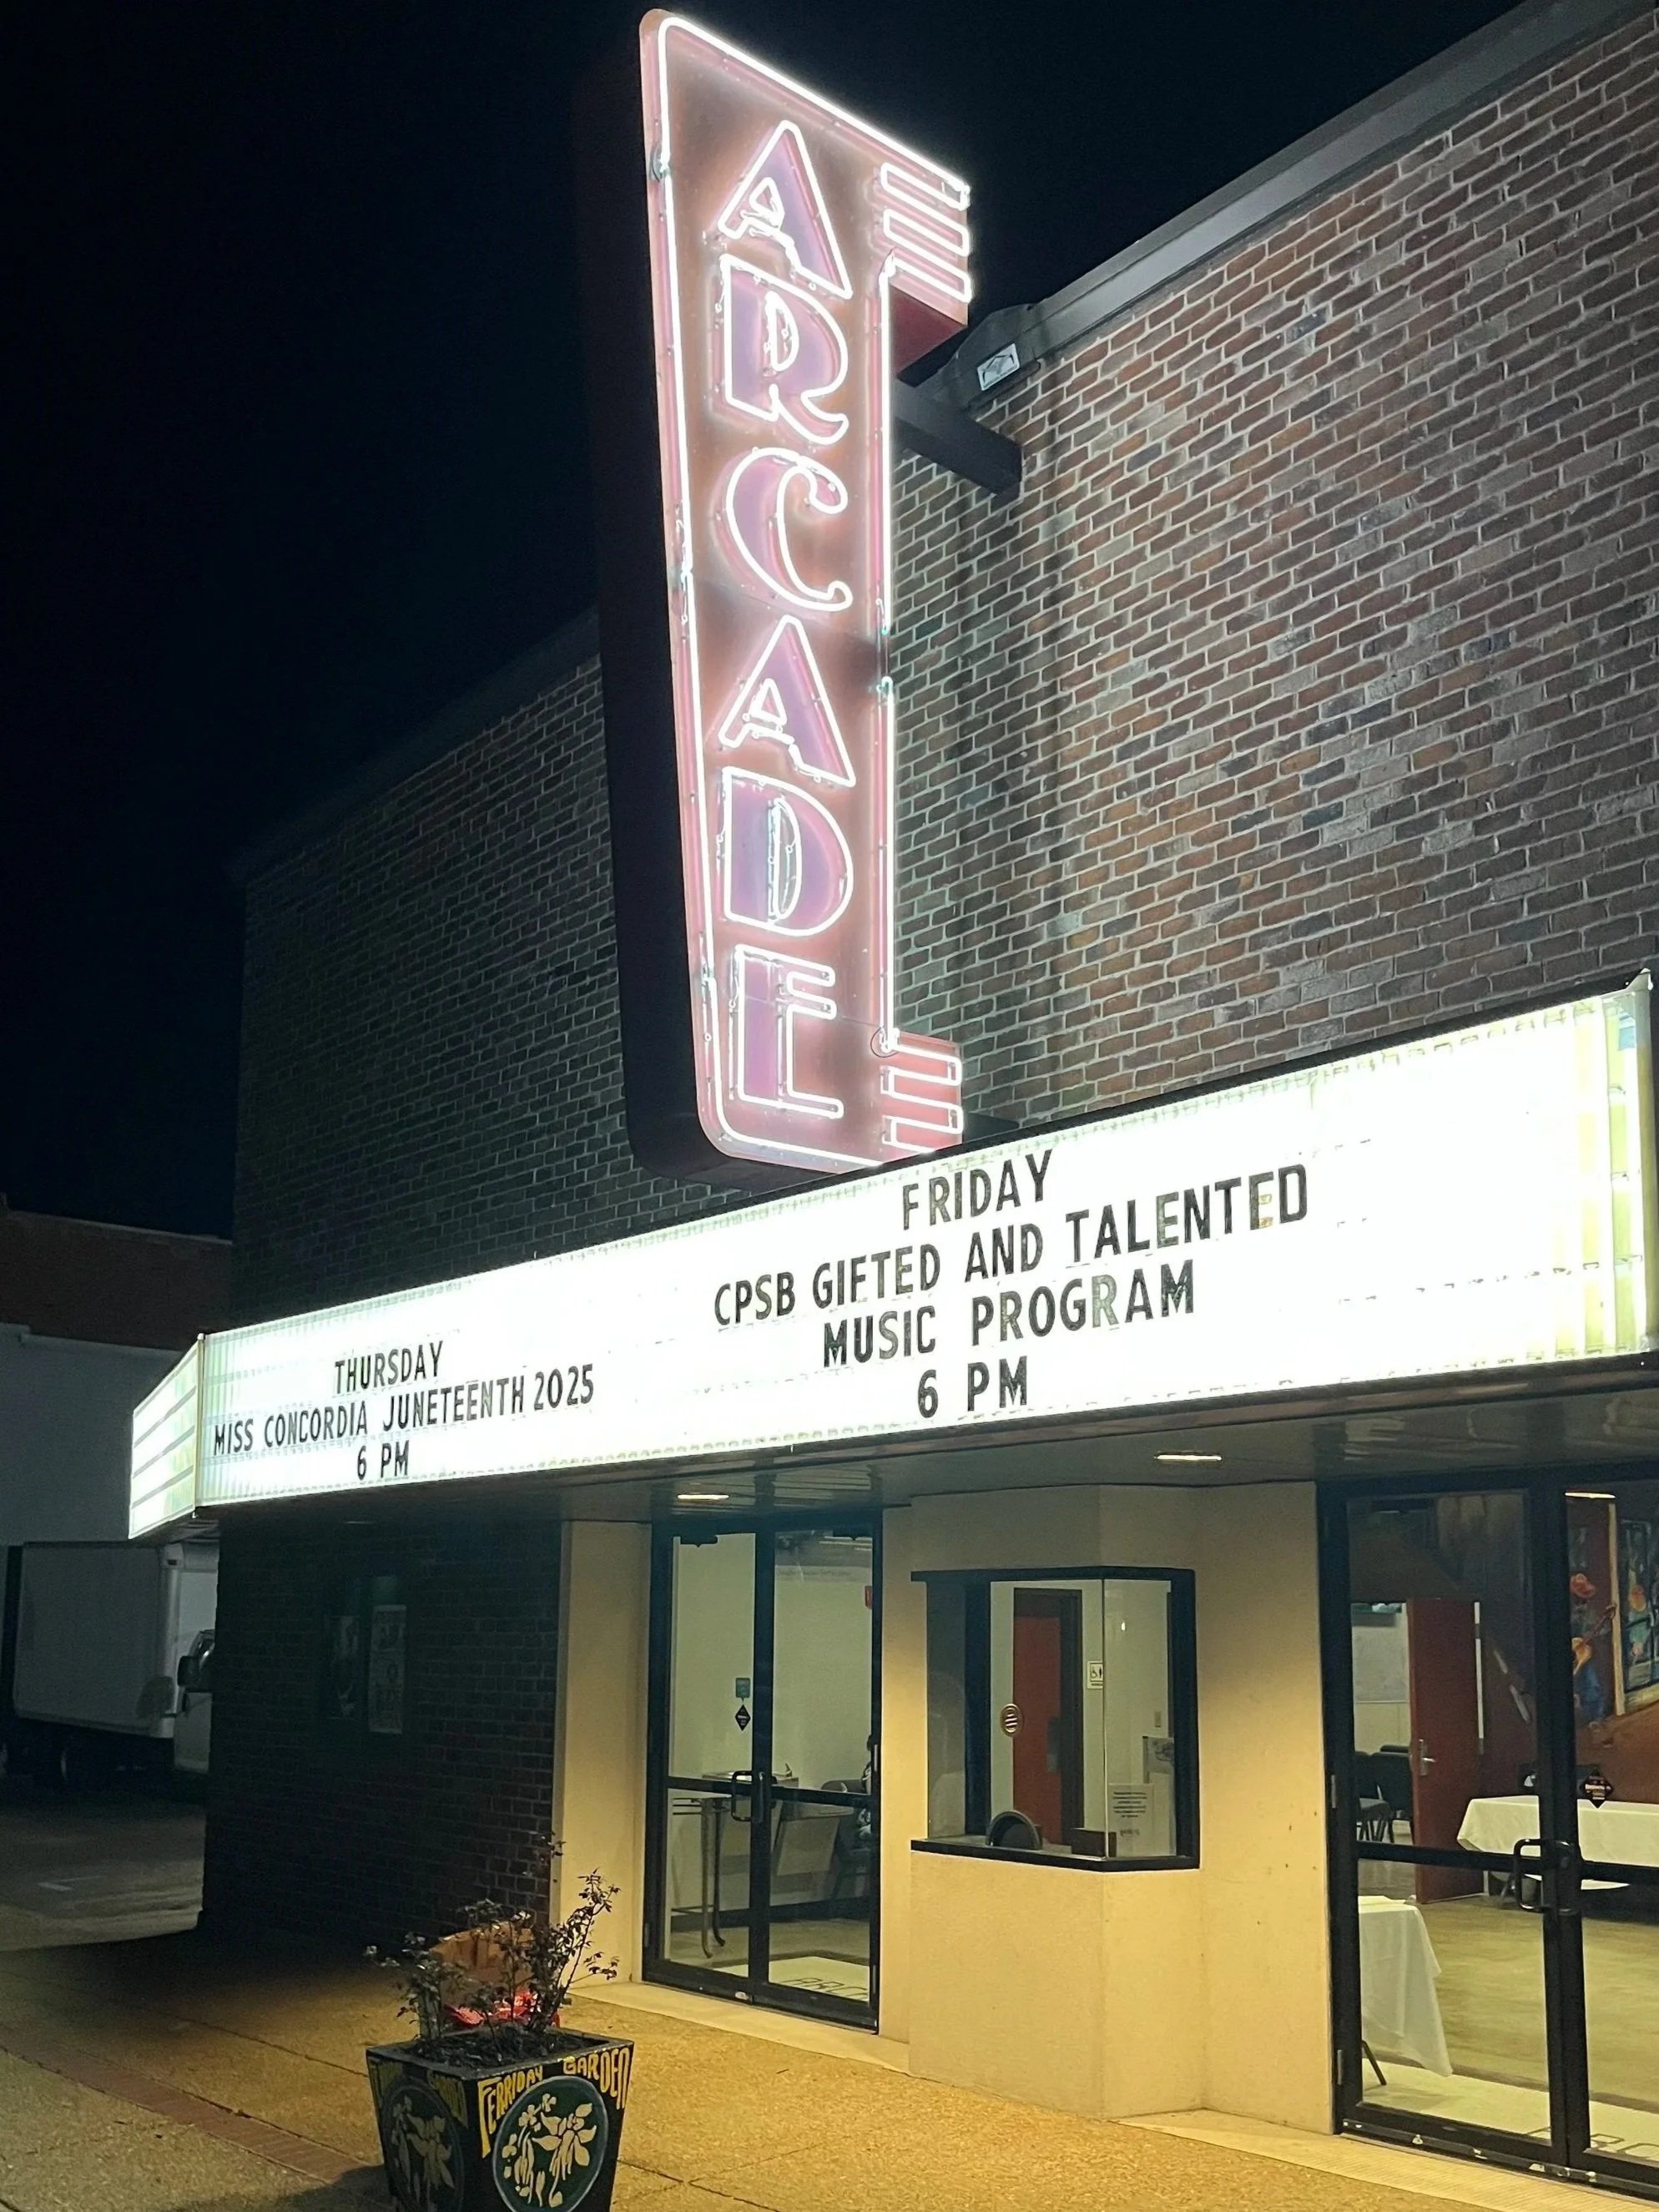 ARCADE
THURSDAY
MISS CONCORDIA JUNETEENTH 2025
6 PM
FRIDAY
CPSB GIFTED AND TALENTED
MUSIC PROGRAM
6 PM
FERRIDAY GARDEN